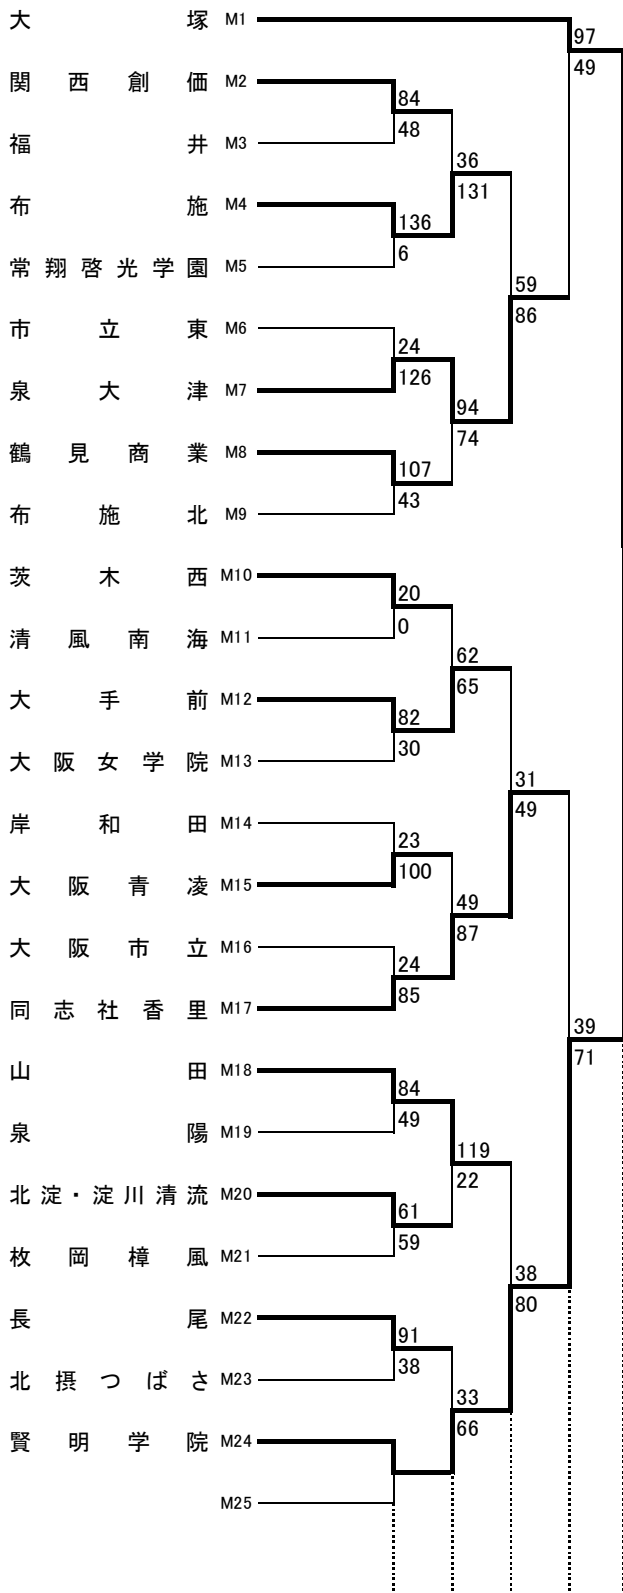 大塚 M1
97
49
関西創価 M2
84
48
福井 M3
36
131
布施 M4
136
6
常翔啓光学園 M5
59
86
市立東 M6
24
126
泉大津 M7
94
74
鶴見商業 M8
107
43
布施北 M9
茨木西 M10
20
0
清風南海 M11
62
65
大手前 M12
82
30
大阪女学院 M13
31
49
岸和田 M14
23
100
大阪青凌 M15
49
87
大阪市立 M16
24
85
同志社香里 M17
39
71
山田 M18
84
49
泉陽 M19
119
22
北淀・淀川清流 M20
61
59
枚岡樟風 M21
38
80
長尾 M22
91
38
北摂つばさ M23
33
66
賢明学院 M24
M25